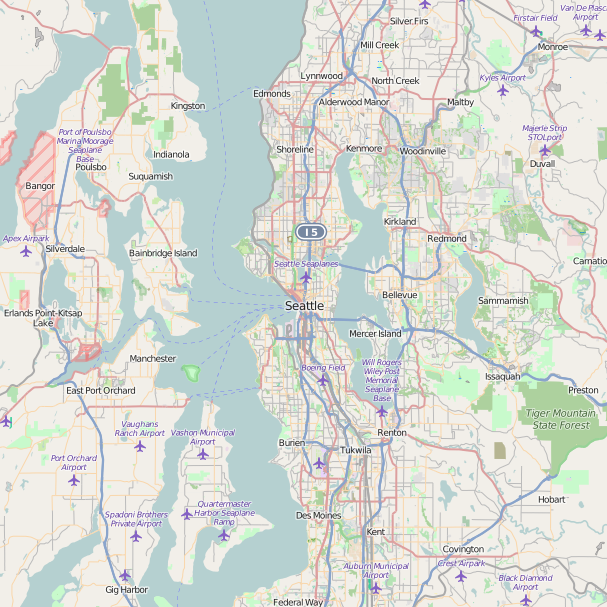 Van De Plasch
Airport
Silver Firs
Firstair Field
Mill Creek
Monroe
Lynnwood
North Creek
Kyles Airport
Edmonds
Alderwood Manor
Maltby
Kingston
Port of Poulsbo
Marina Moorage
Seaplane
Base
Majerle Strip
STOLport
Shoreline
Kenmore
Woodinville
Indianola
Poulsbo
Duvall
Suquamish
Bangor
Kirkland
I 5
Apex Airpark
Silverdale
Redmond
Bainbridge Island
Carnatio
Seattle Seaplanes
Bellevue
Sammamish
Seattle
Erlands Point-Kitsap
Lake
Mercer Island
Manchester
Boeing Field
Will Rogers
Wiley Post
Memorial
Seaplane
Base
Issaquah
East Port Orchard
Preston
Tiger Mountain
State Forest
Vaughans
Ranch Airport
Vashon Municipal
Airport
Burien
Renton
Tukwila
Port Orchard
Airport
Hobart
Spadoni Brothers
Private Airport
Quartermaster
Harbor Seaplane
Ramp
Des Moines
Kent
Covington
Crest Airpark
Auburn Municipal
Airport
Black Diamond
Airport
Gig Harbor
Federal Way